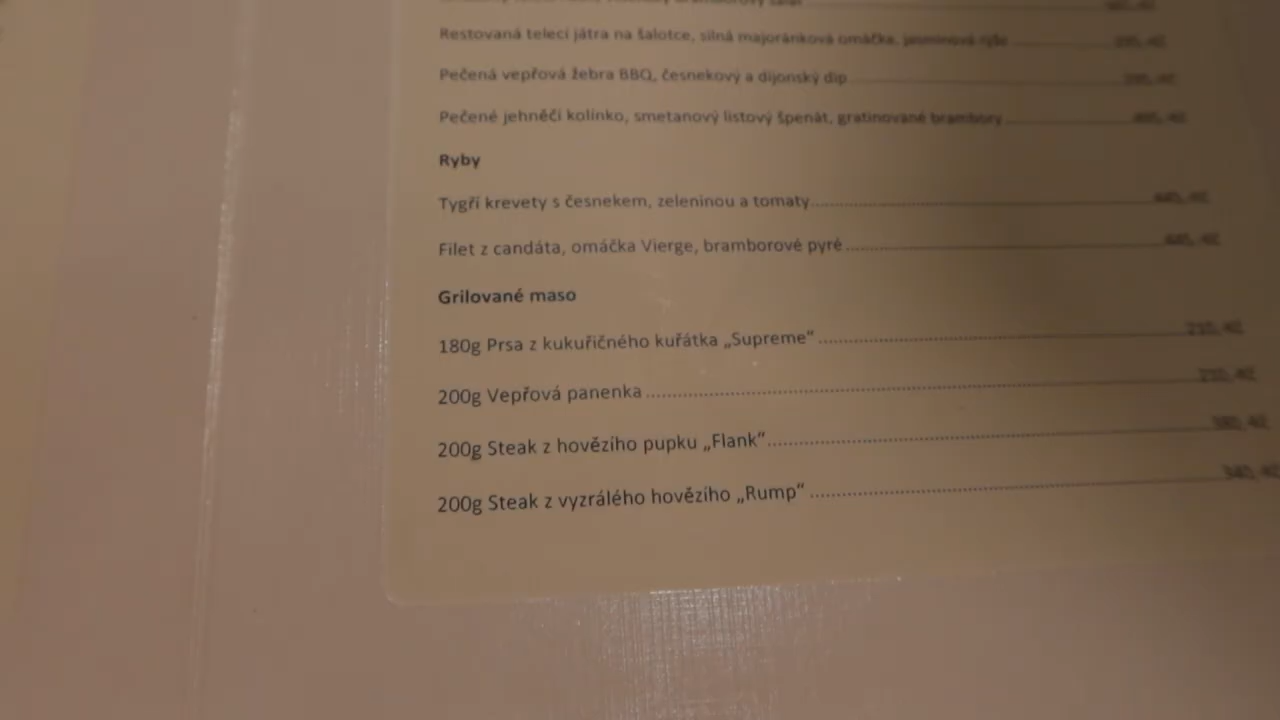 Restovaná telecí játra na šalotce, silná majoránková omáčka, jasmínová rýže
Pečená vepřová žebra BBQ, česnekový a dijonský dip
Pečené jehněčí kolínko, smetanový listový špenát, gratinované brambory
Ryby
Tygří krevety s česnekem, zeleninou a tomaty
Filet z candáta, omáčka Vierge, bramborové pyré
Grilované maso
180g Prsa z kukuřičného kuřátka „Supreme“
200g Vepřová panenka
200g Steak z hovězího pupku „Flank“
200g Steak z vyzrálého hovězího „Rump“